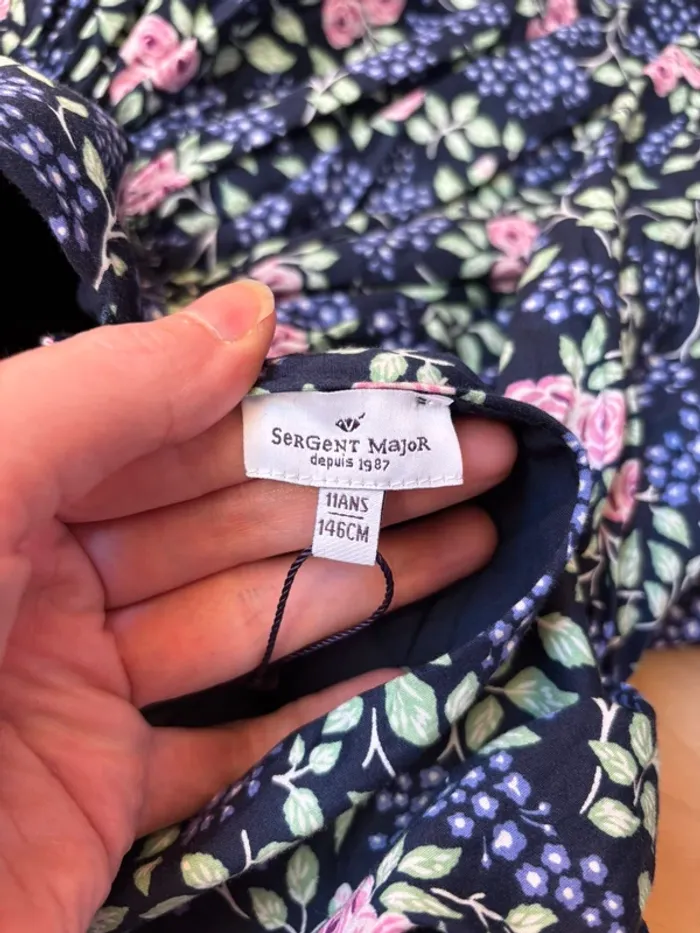 SERGENT MAJOR
depuis 1987
11ANS
146CM